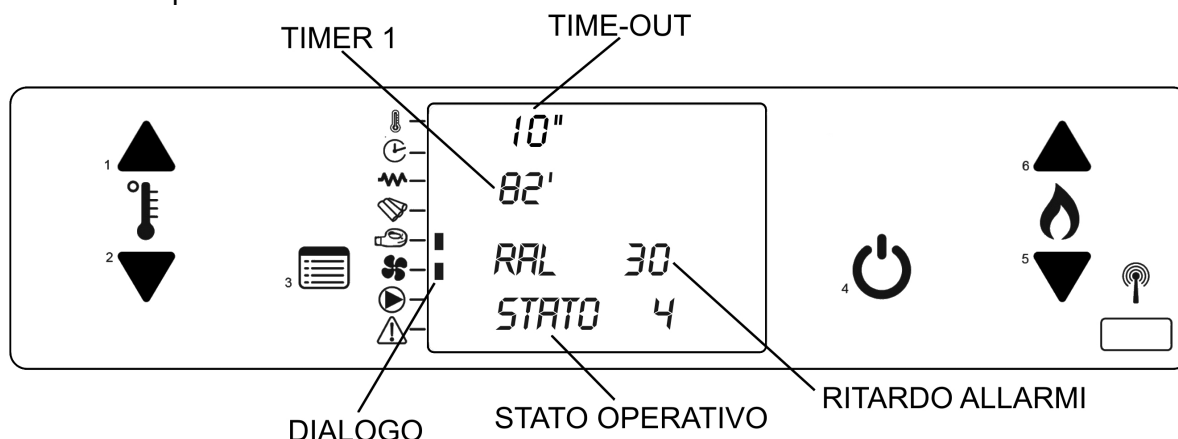 TIME-OUT
TIMER 1
10"
1
6
82'
2
3
RAL 30
4
5
STATO 4
RITARDO ALLARMI
STATO OPERATIVO
DIALOGO